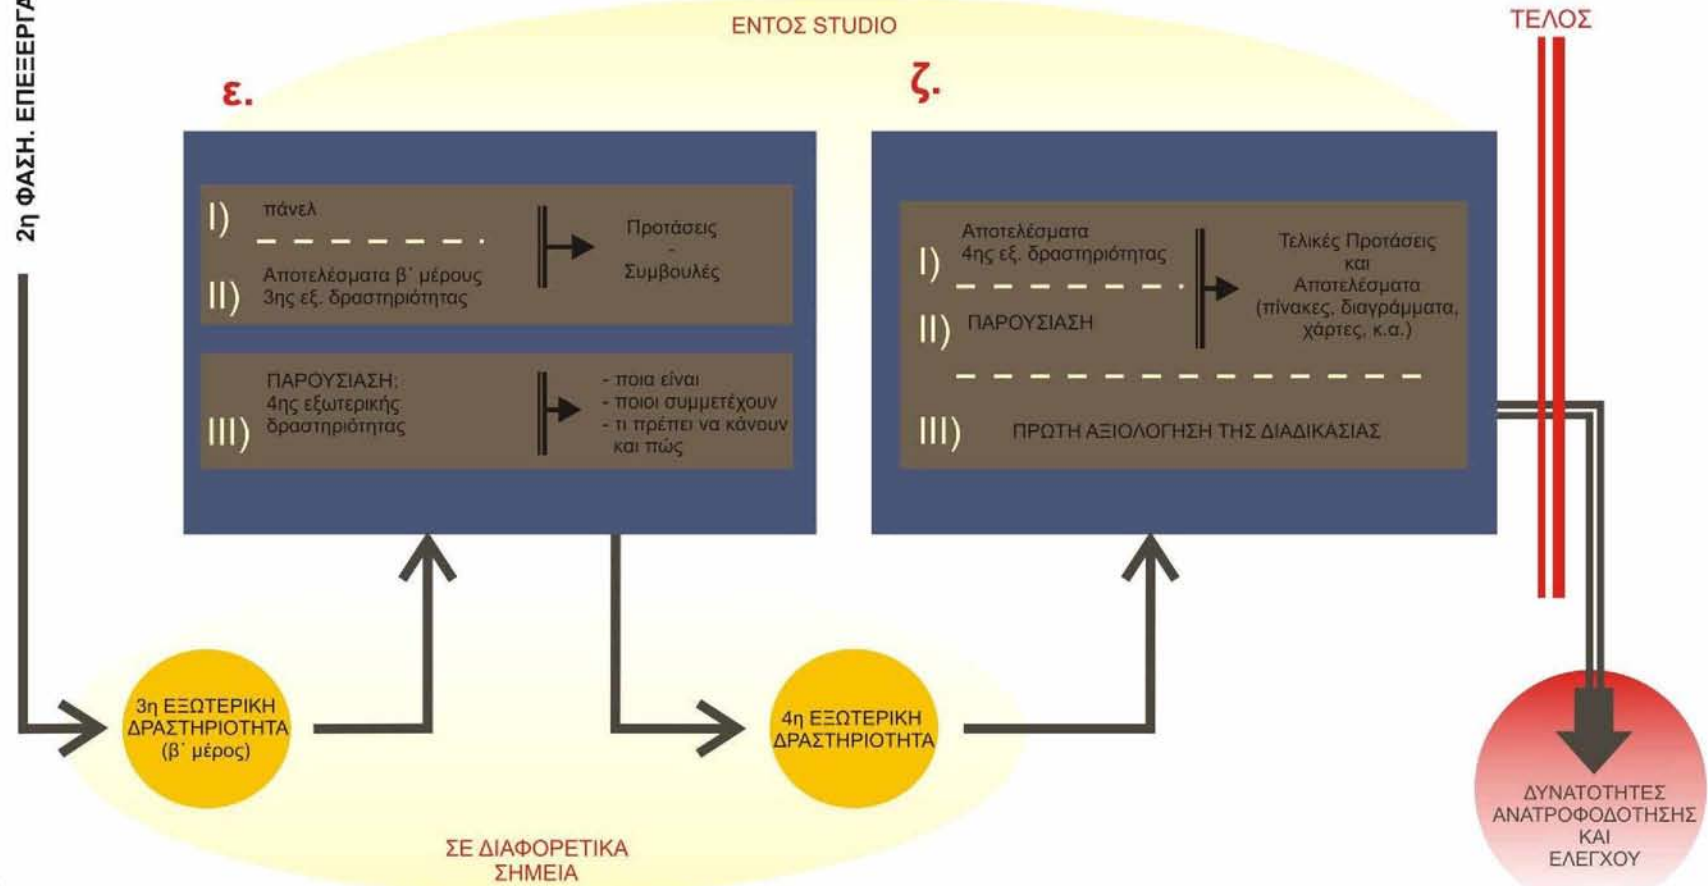 2η ΦΑΣΗ. ΕΠΕΞΕΡΓΑ
ΕΝΤΟΣ STUDIO
ΤΕΛΟΣ
ε.
I) πάνελ
II) Αποτελέσματα β΄ μέρους
3ης εξ. δραστηριότητας
Προτάσεις
-
Συμβουλές
III) ΠΑΡΟΥΣΙΑΣΗ:
4ης εξωτερικής
δραστηριότητας
- ποια είναι
- ποιοι συμμετέχουν
- τι πρέπει να κάνουν
και πώς
ζ.
I) Αποτελέσματα
4ης εξ. δραστηριότητας
II) ΠΑΡΟΥΣΙΑΣΗ
Τελικές Προτάσεις
και
Αποτελέσματα
(πίνακες, διαγράμματα,
χάρτες, κ.α.)
III) ΠΡΩΤΗ ΑΞΙΟΛΟΓΗΣΗ ΤΗΣ ΔΙΑΔΙΚΑΣΙΑΣ
3η ΕΞΩΤΕΡΙΚΗ
ΔΡΑΣΤΗΡΙΟΤΗΤΑ
(β΄ μέρος)
4η ΕΞΩΤΕΡΙΚΗ
ΔΡΑΣΤΗΡΙΟΤΗΤΑ
ΣΕ ΔΙΑΦΟΡΕΤΙΚΑ
ΣΗΜΕΙΑ
ΔΥΝΑΤΟΤΗΤΕΣ
ΑΝΑΤΡΟΦΟΔΟΤΗΣΗΣ
ΚΑΙ
ΕΛΕΓΧΟΥ